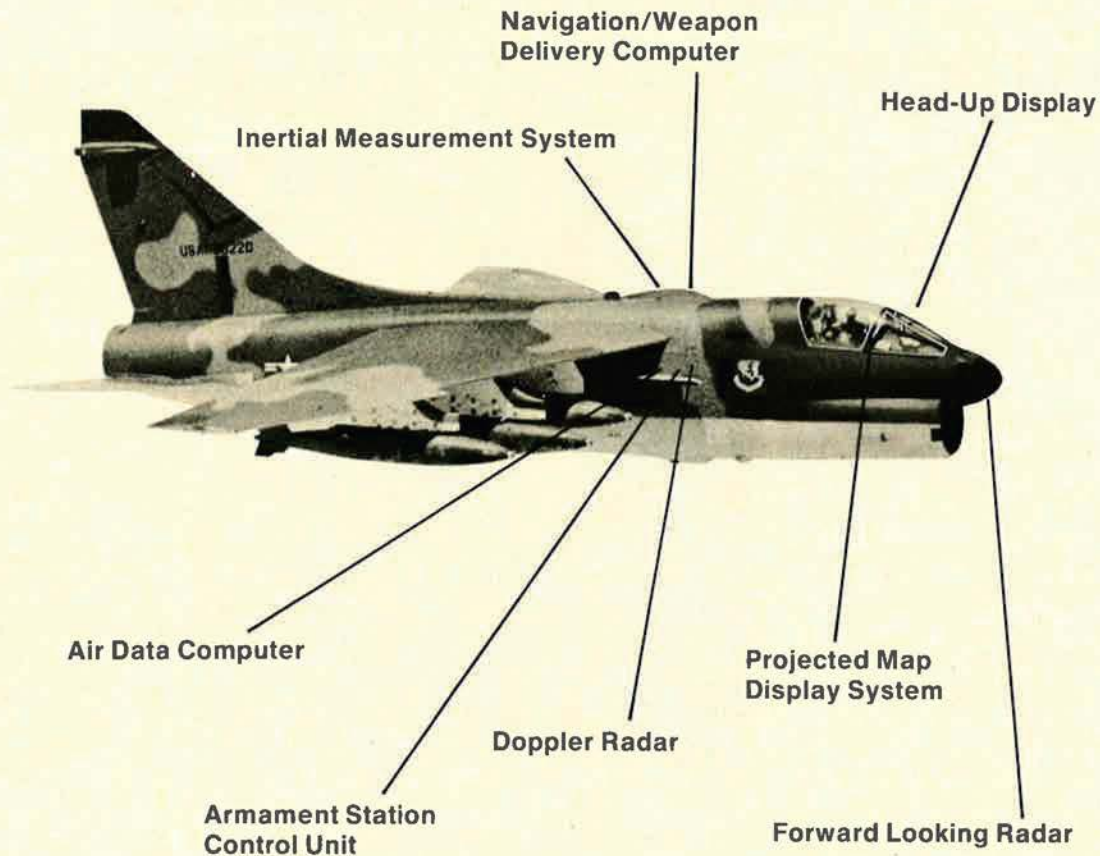 Navigation/Weapon
Delivery Computer
Head-Up Display
Inertial Measurement System
Air Data Computer
Projected Map
Display System
Doppler Radar
Armament Station
Control Unit
Forward Looking Radar